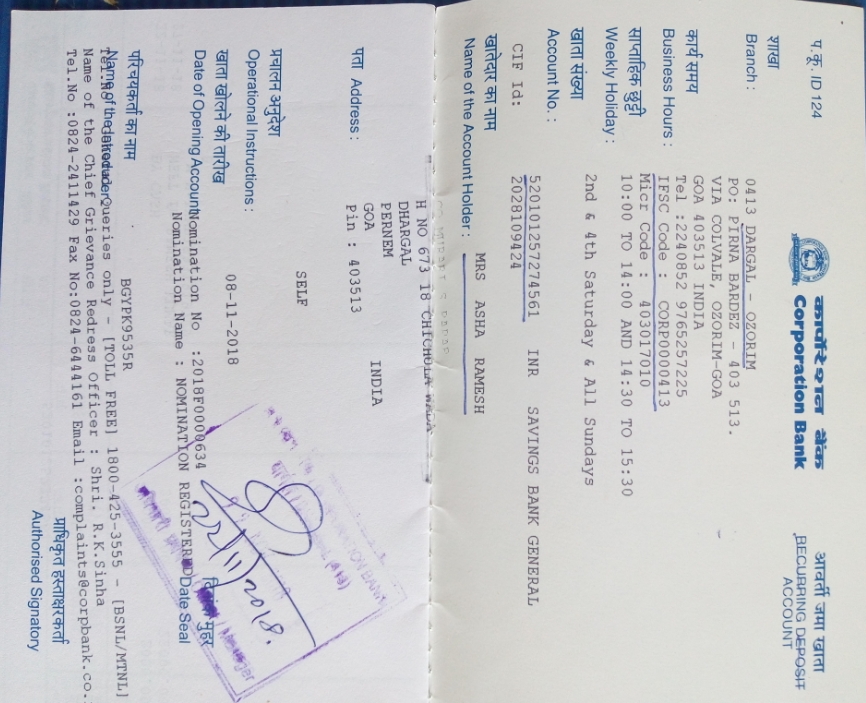 प.कू. ID 124
कार्पोरेशन बैंक
Corporation Bank
आवर्ती जमा खाता
RECURRING DEPOSIT
ACCOUNT
शाखा
Branch :
0413 DARGAL - OZORIM
PO: PIRNA BARDEZ - 403 513.
VIA COLVALE, OZORIM-GOA
GOA 403513 INDIA
कार्य समय
Business Hours :
Tel :2240852 9765257225
IFSC Code : CORP0000413
Micr Code : 403017010
साप्ताहिक छुट्टी
Weekly Holiday :
10:00 TO 14:00 AND 14:30 TO 15:30
2nd & 4th Saturday & All Sundays
खाता संख्या
Account No. :
520101257274561 INR SAVINGS BANK GENERAL
CIF Id: 2028109424
खातेदार का नाम
Name of the Account Holder : MRS ASHA RAMESH
H NO 273 18 CHICHOLA
DHARGAL
PERNEM
पता Address : GOA INDIA
Pin : 403513
प्रचालन अनुदेश
Operational Instructions : SELF
खाता खोलने की तारीख
Date of Opening Account 08-11-2018
Nomination No :2018F0000634
Nomination Name : NOMINATION REGISTERED
दिनांक मुहर
Date Seal
परिचयकर्ता का नाम
Name of the Introducer BGYPK9535R
Tel.No Queries only - [TOLL FREE] 1800-425-3555 - [BSNL/MTNL]
Name of the Chief Grievance Redress Officer : Shri. R.K.Sinha
Tel.No :0824-2411429 Fax No:0824-6444161 Email :complaints@corpbank.co.
प्राधिकृत हस्ताक्षरकर्ता
Authorised Signatory